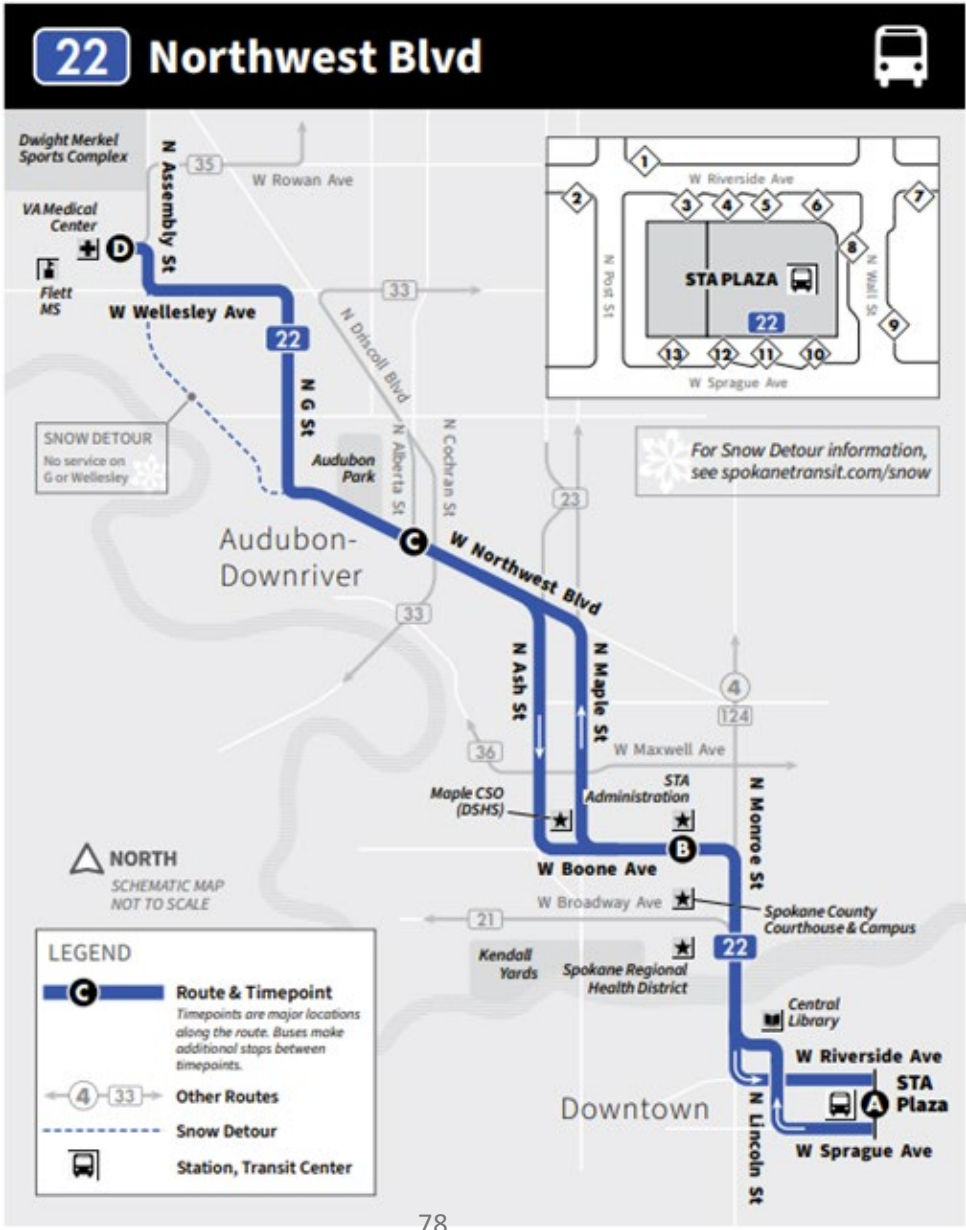 22 Northwest Blvd
Dwight Merkel
Sports Complex
N Assembly St
35
W Rowan Ave
VA Medical
Center
D
Flett
MS
W Wellesley Ave
22
33
N Driscoll Blvd
N G St
SNOW DETOUR
No service on
G or Wellesley
Audubon
Park
N Alberta St
N Cochran St
1
W Riverside Ave
2
3
4
5
6
7
8
STA PLAZA
N Post St
N Wall St
22
9
13
12
11
10
W Sprague Ave
For Snow Detour information,
see spokanetransit.com/snow
23
Audubon-
Downriver
C
W Northwest Blvd
33
N Ash St
N Maple St
4
124
36
W Maxwell Ave
Maple CSO
(DSHS)
STA
Administration
N Monroe St
B
W Boone Ave
NORTH
SCHEMATIC MAP
NOT TO SCALE
W Broadway Ave
21
Spokane County
Courthouse & Campus
22
Kendall
Yards
Spokane Regional
Health District
Central
Library
W Riverside Ave
STA
Plaza
A
Downtown
N Lincoln St
W Sprague Ave
LEGEND
C
Route & Timepoint
Timepoints are major locations
along the route. Buses make
additional stops between
timepoints.
4
33
Other Routes
Snow Detour
Station, Transit Center
78